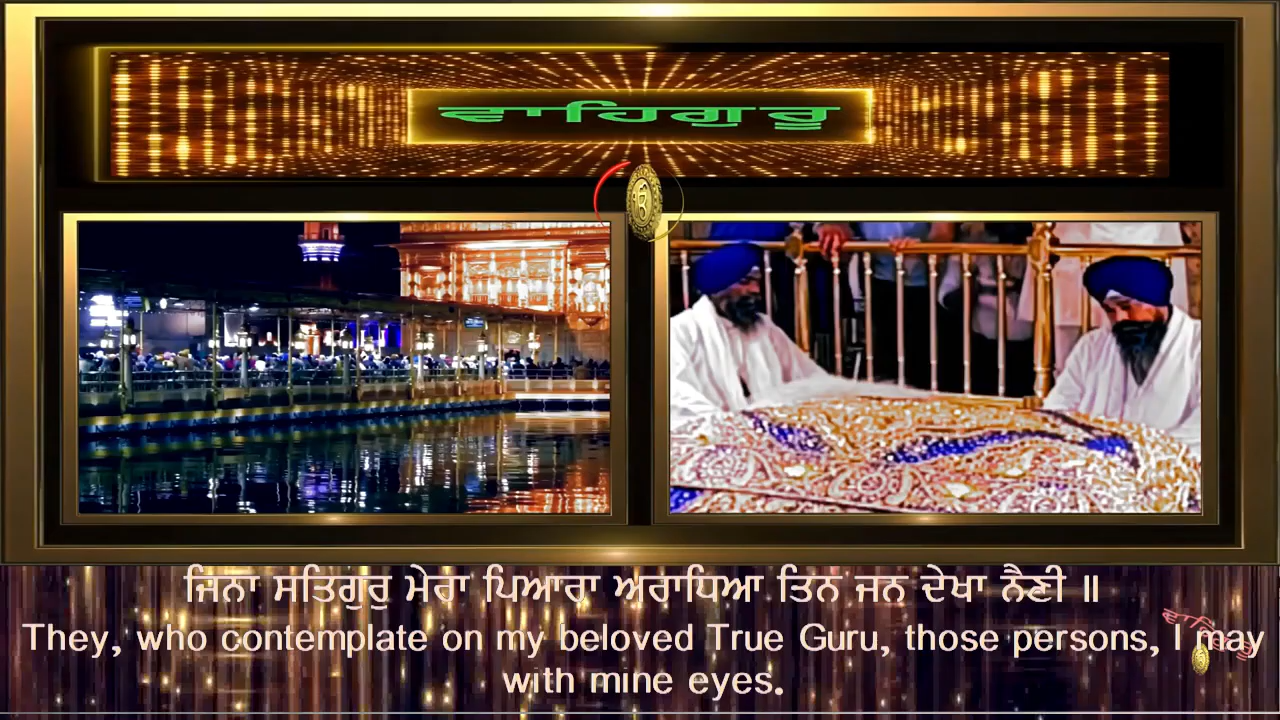 ਵਾਹਿਗੁਰੂ
ੴ
ਜਿਨਾ ਸਤਿਗੁਰੁ ਮੇਰਾ ਪਿਆਰਾ ਅਰਾਧਿਆ ਤਿਨ ਜਨ ਦੇਖਾ ਨੈਣੀ ॥
They, who contemplate on my beloved True Guru, those persons, I may
with mine eyes.
ਵਾਹਿਗੁਰੂ